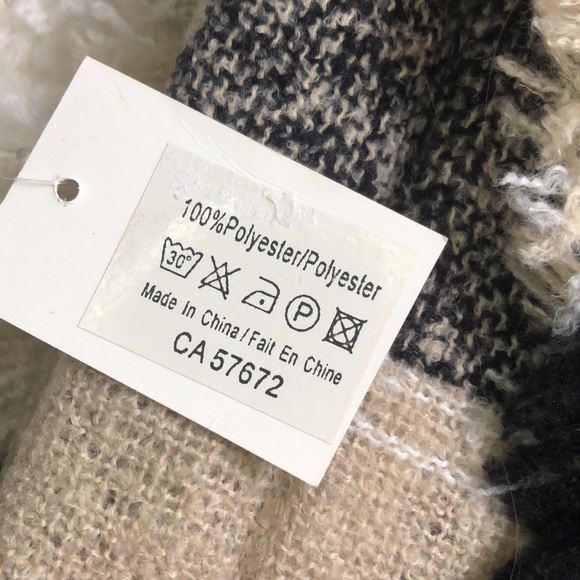 100%Polyester/Polyester
30° P
Made In China/Fait En Chine
CA 57672